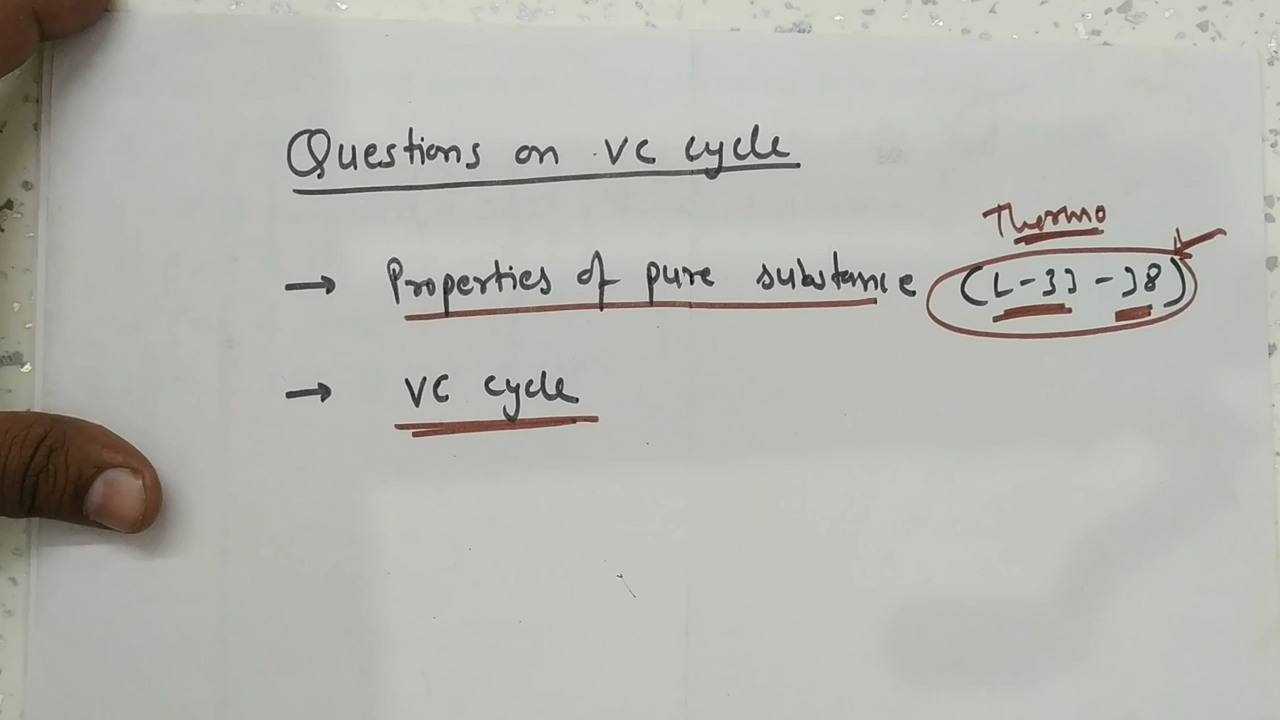 Questions on VC cycle
Thermo
→ Properties of pure substance (L-33-38)
→ VC cycle